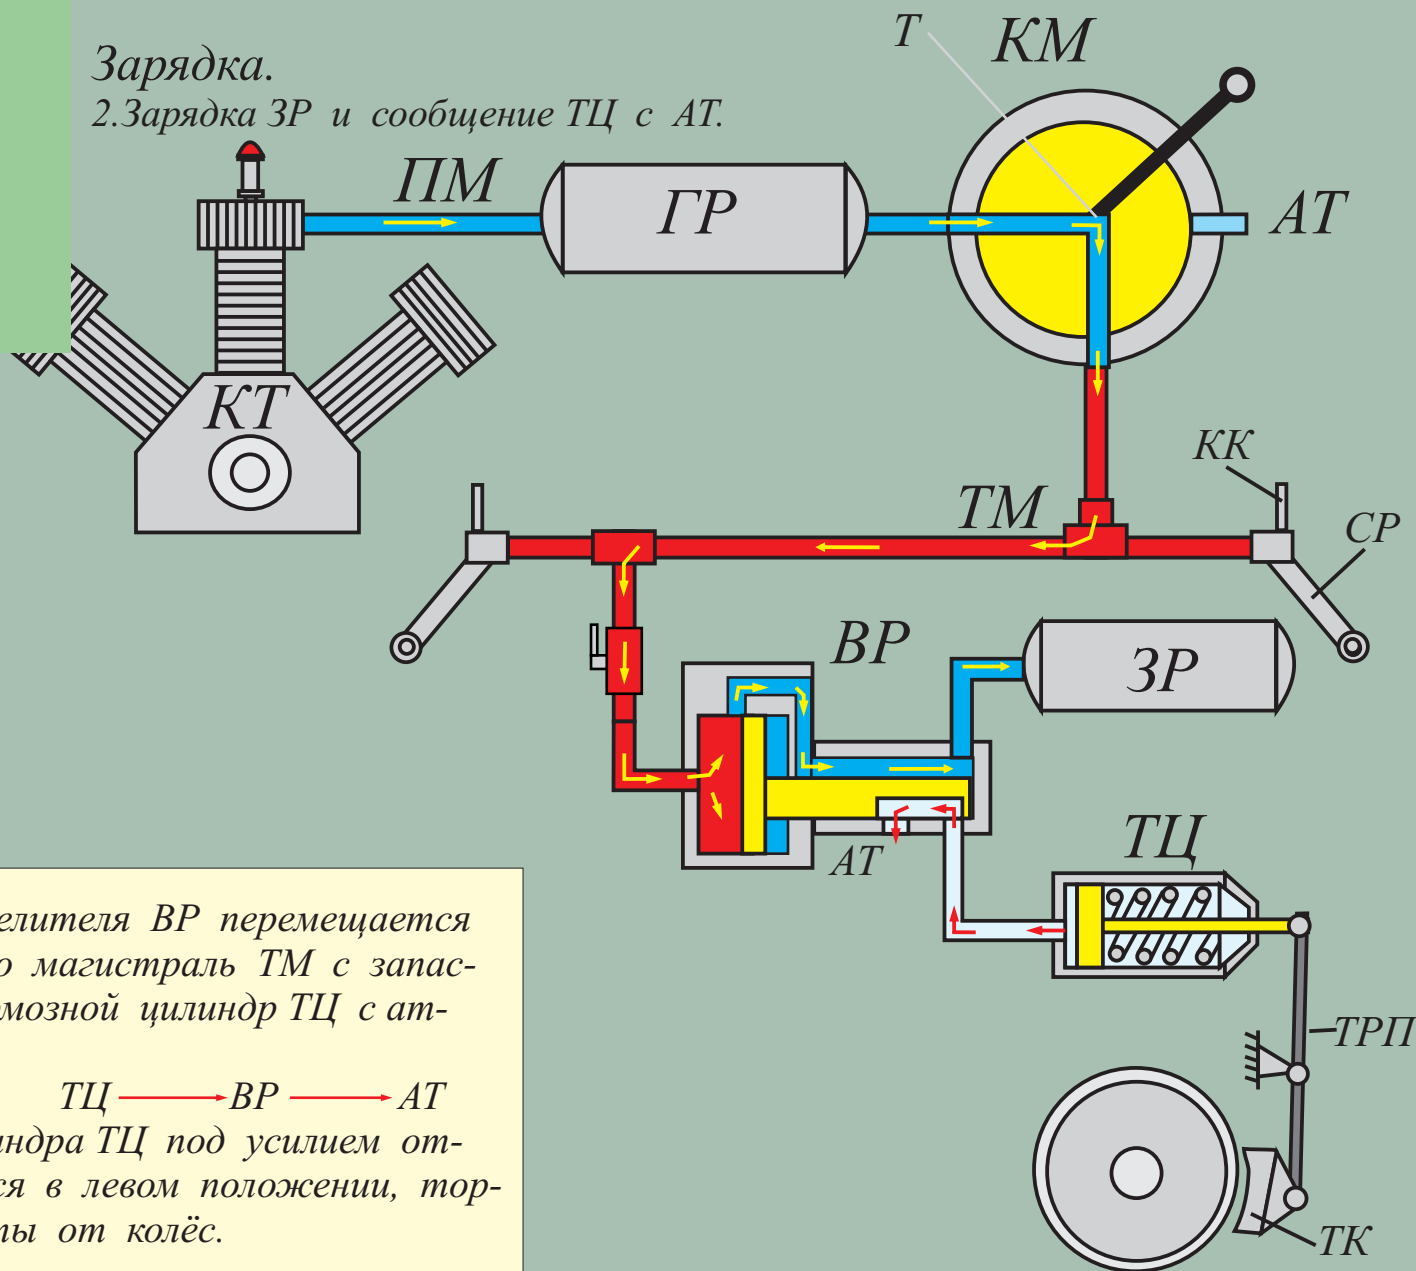 Зарядка.
2.Зарядка ЗР и сообщение ТЦ с АТ.
Т
КМ
ПМ
ГР
АТ
КТ
КК
ТМ
СР
ВР
ЗР
АТ
ТЦ
ТРП
ТК
елителя ВР перемещается
о магистраль ТМ с запас-
рмозной цилиндр ТЦ с ат-
ТЦ ВР АТ
индра ТЦ под усилием от-
ся в левом положении, тор-
ты от колёс.